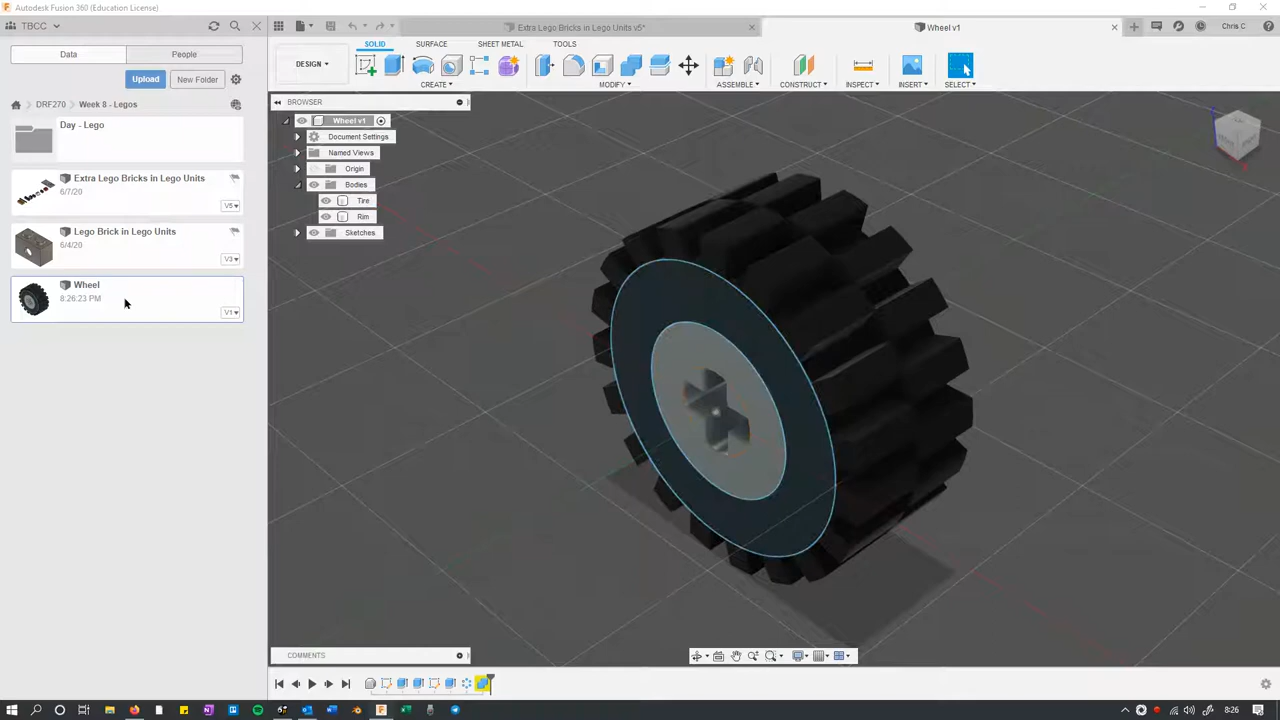 Autodesk Fusion 360 (Education License)
TBCC
Extra Lego Bricks in Lego Units v5*
Wheel v1
Chris C
Data
People
Upload
New Folder
DRF270
Week 8 - Legos
Day - Lego
Extra Lego Bricks in Lego Units
6/7/20
V5
Lego Brick in Lego Units
6/4/20
V3
Wheel
8:26:23 PM
V1
DESIGN
SOLID
SURFACE
SHEET METAL
TOOLS
CREATE
MODIFY
ASSEMBLE
CONSTRUCT
INSPECT
INSERT
SELECT
BROWSER
Wheel v1
Document Settings
Named Views
Origin
Bodies
Tire
Rim
Sketches
COMMENTS
8:26